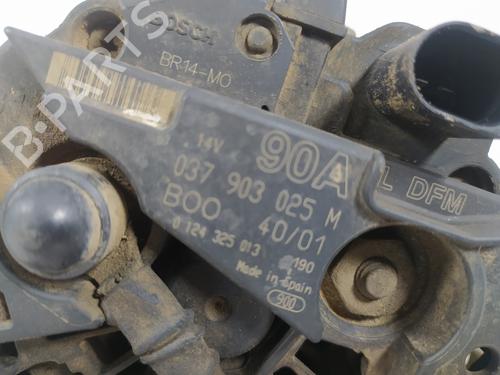 BOSCH
BR14-MO
14V 90A
L DFM
037 903 025 M
BOO 40/01
0 124 325 013
190
Made in Spain
900
B-PARTS